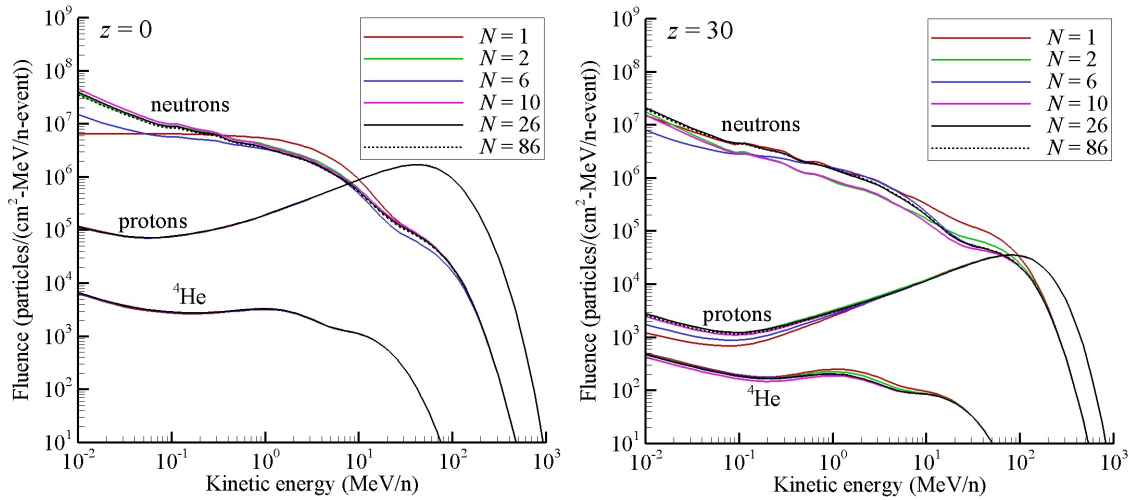 z = 0
N = 1
N = 2
N = 6
N = 10
N = 26
N = 86
neutrons
protons
⁴He
Fluence (particles/(cm²-MeV/n-event))
10⁹
10⁸
10⁷
10⁶
10⁵
10⁴
10³
10²
10¹
10⁻² 10⁻¹ 10⁰ 10¹ 10² 10³
Kinetic energy (MeV/n)
z = 30
N = 1
N = 2
N = 6
N = 10
N = 26
N = 86
neutrons
protons
⁴He
Fluence (particles/(cm²-MeV/n-event))
10⁹
10⁸
10⁷
10⁶
10⁵
10⁴
10³
10²
10¹
10⁻² 10⁻¹ 10⁰ 10¹ 10² 10³
Kinetic energy (MeV/n)